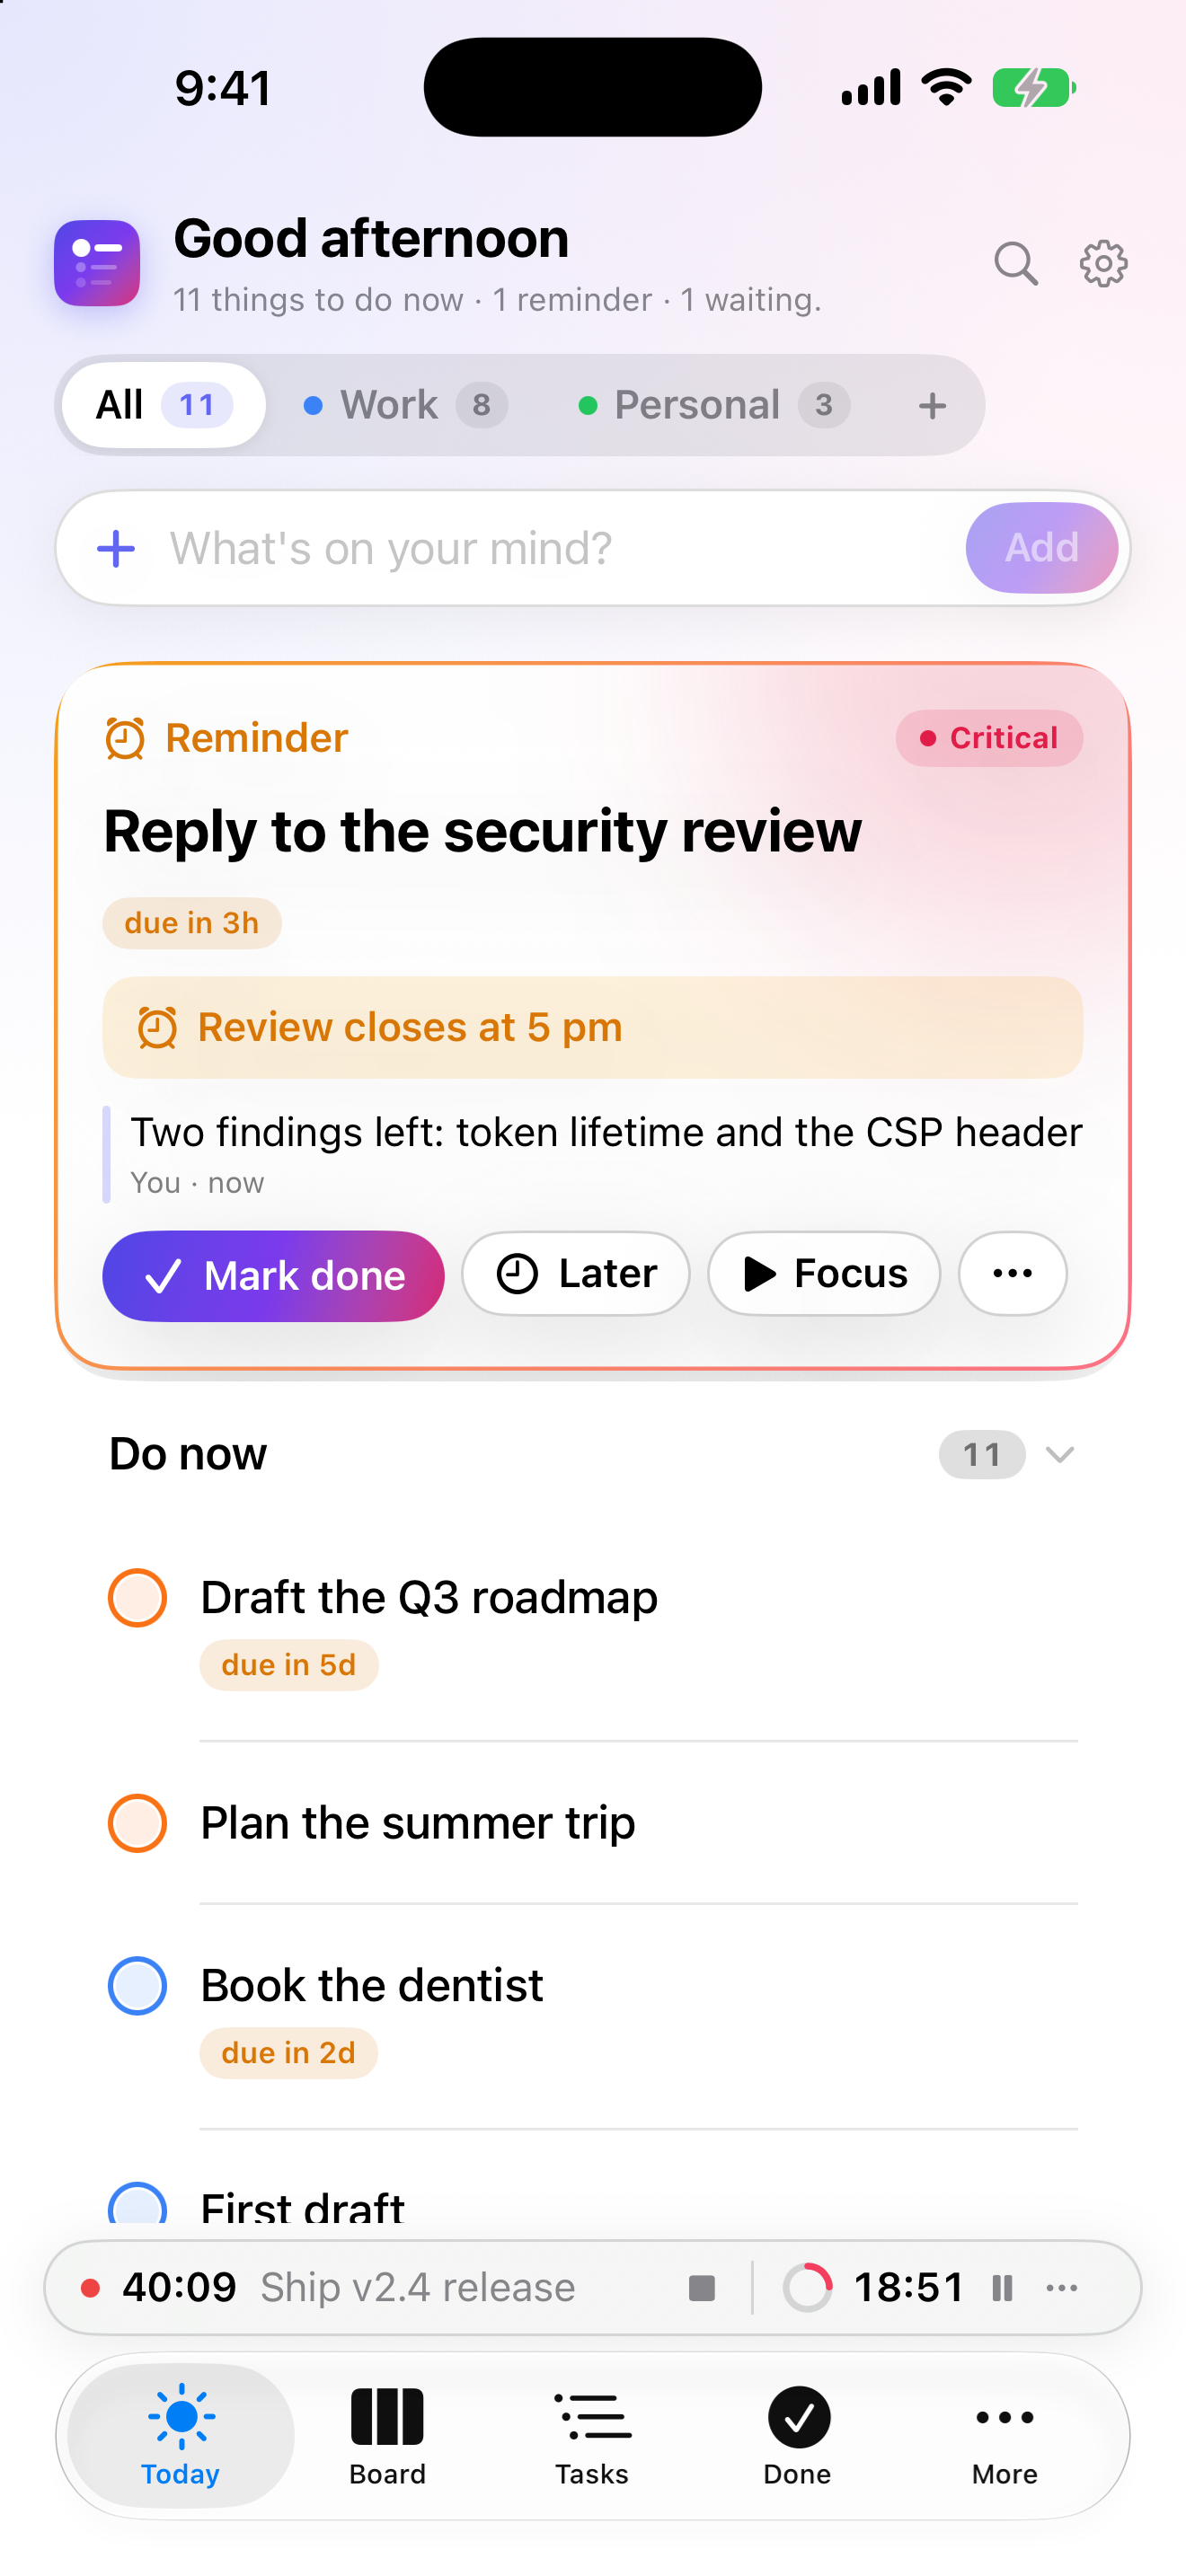 9:41
Good afternoon
11 things to do now · 1 reminder · 1 waiting.
All 11 Work 8 Personal 3 +
What's on your mind? Add
Reminder Critical
Reply to the security review
due in 3h
Review closes at 5 pm
Two findings left: token lifetime and the CSP header
You · now
Mark done Later Focus
Do now 11
Draft the Q3 roadmap
due in 5d
Plan the summer trip
Book the dentist
due in 2d
First draft
40:09 Ship v2.4 release 18:51
Today Board Tasks Done More